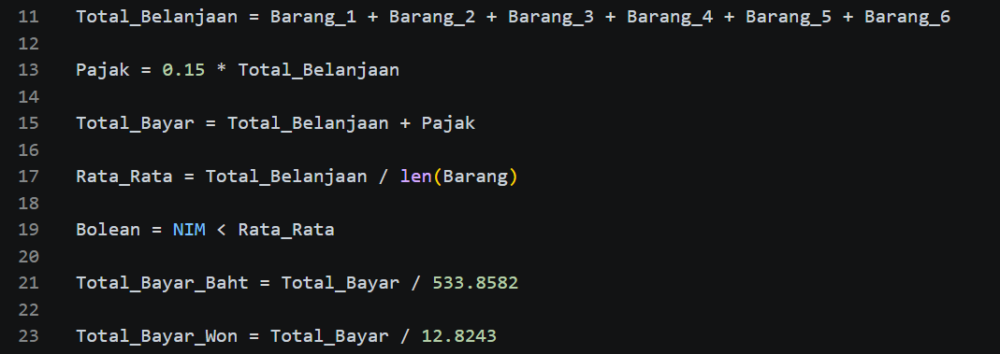 11 Total_Belanjaan = Barang_1 + Barang_2 + Barang_3 + Barang_4 + Barang_5 + Barang_6
12
13 Pajak = 0.15 * Total_Belanjaan
14
15 Total_Bayar = Total_Belanjaan + Pajak
16
17 Rata_Rata = Total_Belanjaan / len(Barang)
18
19 Bolean = NIM < Rata_Rata
20
21 Total_Bayar_Baht = Total_Bayar / 533.8582
22
23 Total_Bayar_Won = Total_Bayar / 12.8243